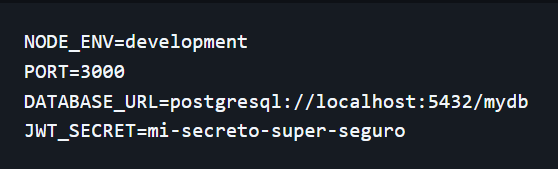 NODE_ENV=development
PORT=3000
DATABASE_URL=postgresql://localhost:5432/mydb
JWT_SECRET=mi-secreto-super-seguro